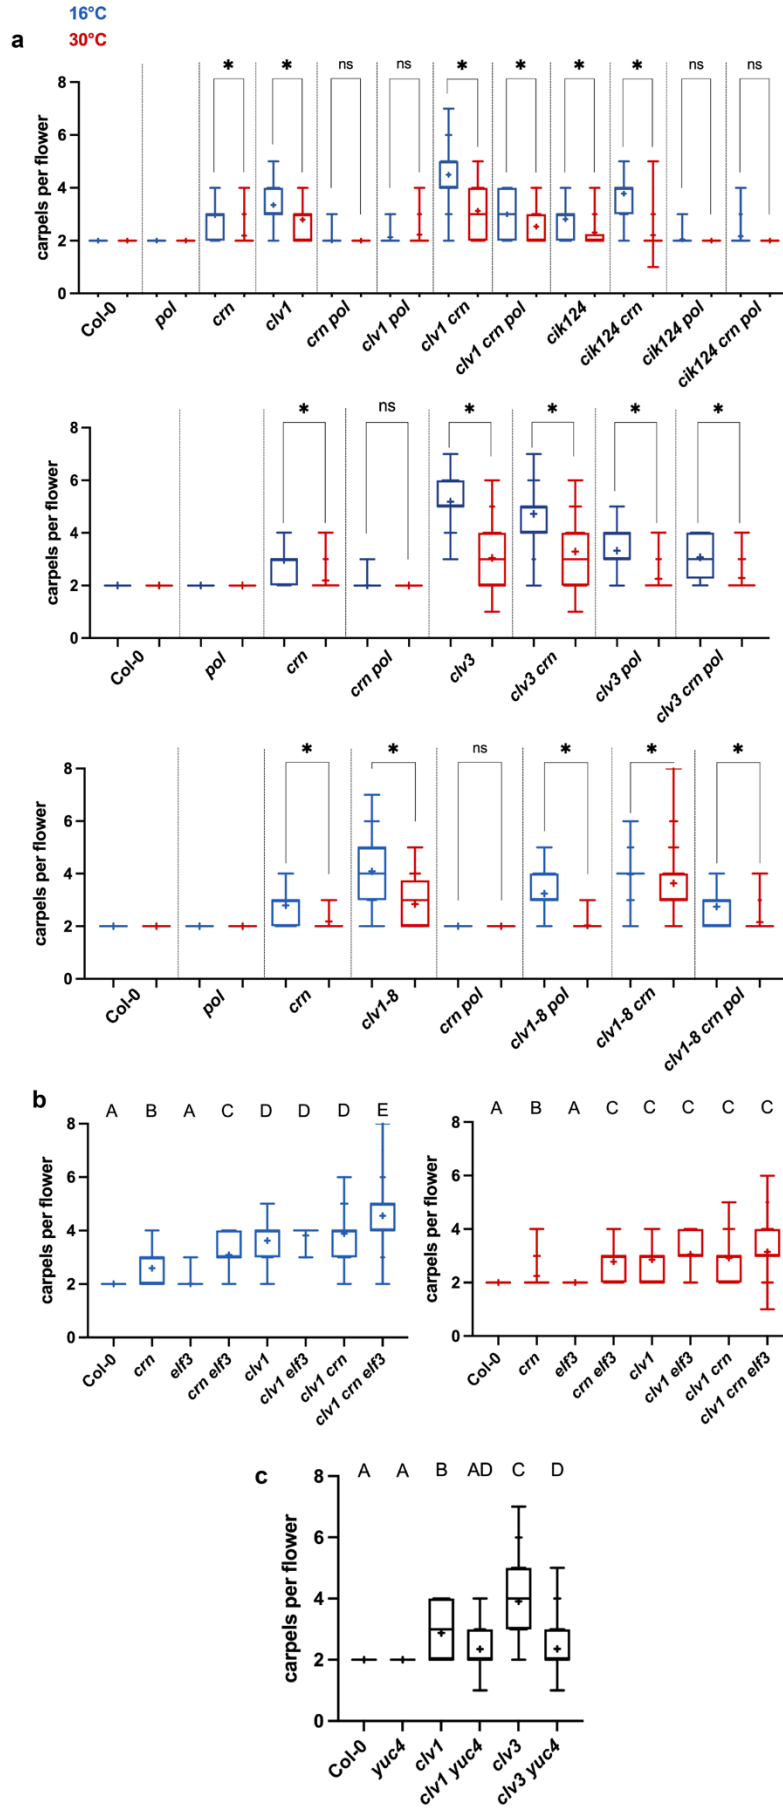 16°C
30°C
a
* * ns ns * * * * ns ns
carpels per flower
8
6
4
2
0
Col-0 pol crn clv1 crn pol clv1 pol clv1 crn clv1 crn pol cik124 cik124 crn cik124 pol cik124 crn pol
* ns * * * *
carpels per flower
8
6
4
2
0
Col-0 pol crn crn pol clv3 clv3 crn clv3 pol clv3 crn pol
* * ns * * *
carpels per flower
8
6
4
2
0
Col-0 pol crn clv1-8 crn pol clv1-8 pol clv1-8 crn clv1-8 crn pol
b
A B A C D D D E
carpels per flower
8
6
4
2
0
Col-0 crn elf3 crn elf3 clv1 clv1 elf3 clv1 crn clv1 crn elf3
A B A C C C C C
carpels per flower
8
6
4
2
0
Col-0 crn elf3 crn elf3 clv1 clv1 elf3 clv1 crn clv1 crn elf3
c
A A B AD C D
carpels per flower
8
6
4
2
0
Col-0 yuc4 clv1 clv1 yuc4 clv3 clv3 yuc4